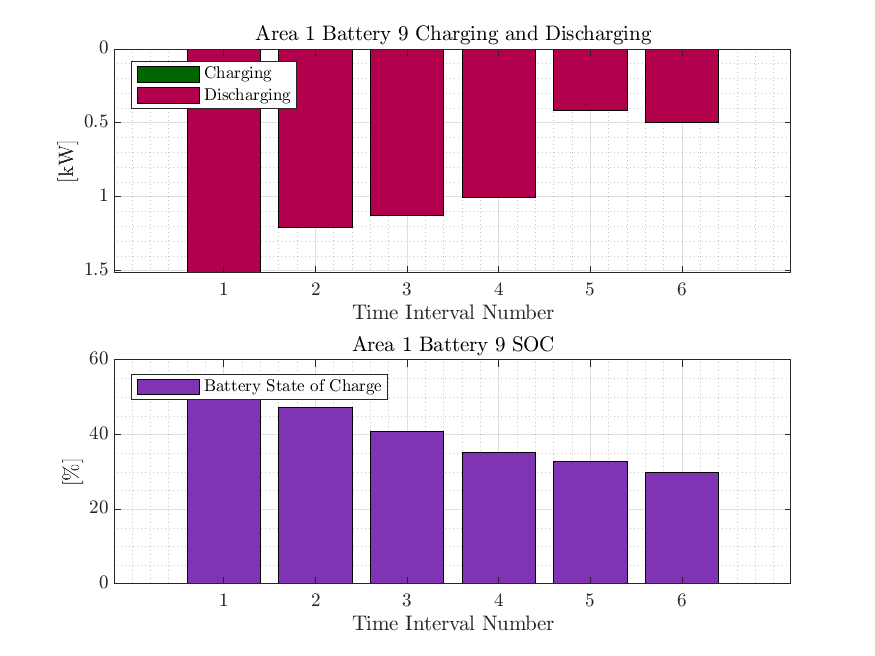 Area 1 Battery 9 Charging and Discharging
0
0.5
1
1.5
[kW]
Charging
Discharging
1 2 3 4 5 6
Time Interval Number
Area 1 Battery 9 SOC
60
40
20
0
[%]
Battery State of Charge
1 2 3 4 5 6
Time Interval Number